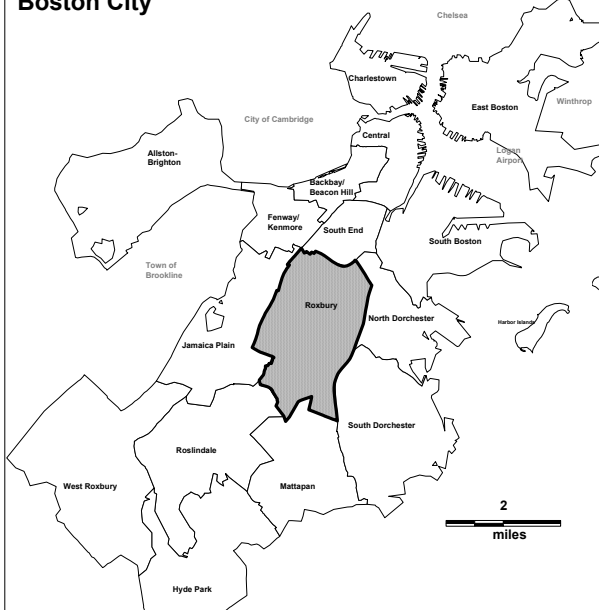 Boston City
Chelsea
Charlestown
East Boston
Winthrop
City of Cambridge
Central
Logan
Airport
Allston-
Brighton
Backbay/
Beacon Hill
Fenway/
Kenmore
South End
South Boston
Town of
Brookline
Roxbury
North Dorchester
Harbor Islands
Jamaica Plain
South Dorchester
Roslindale
West Roxbury
Mattapan
2
miles
Hyde Park